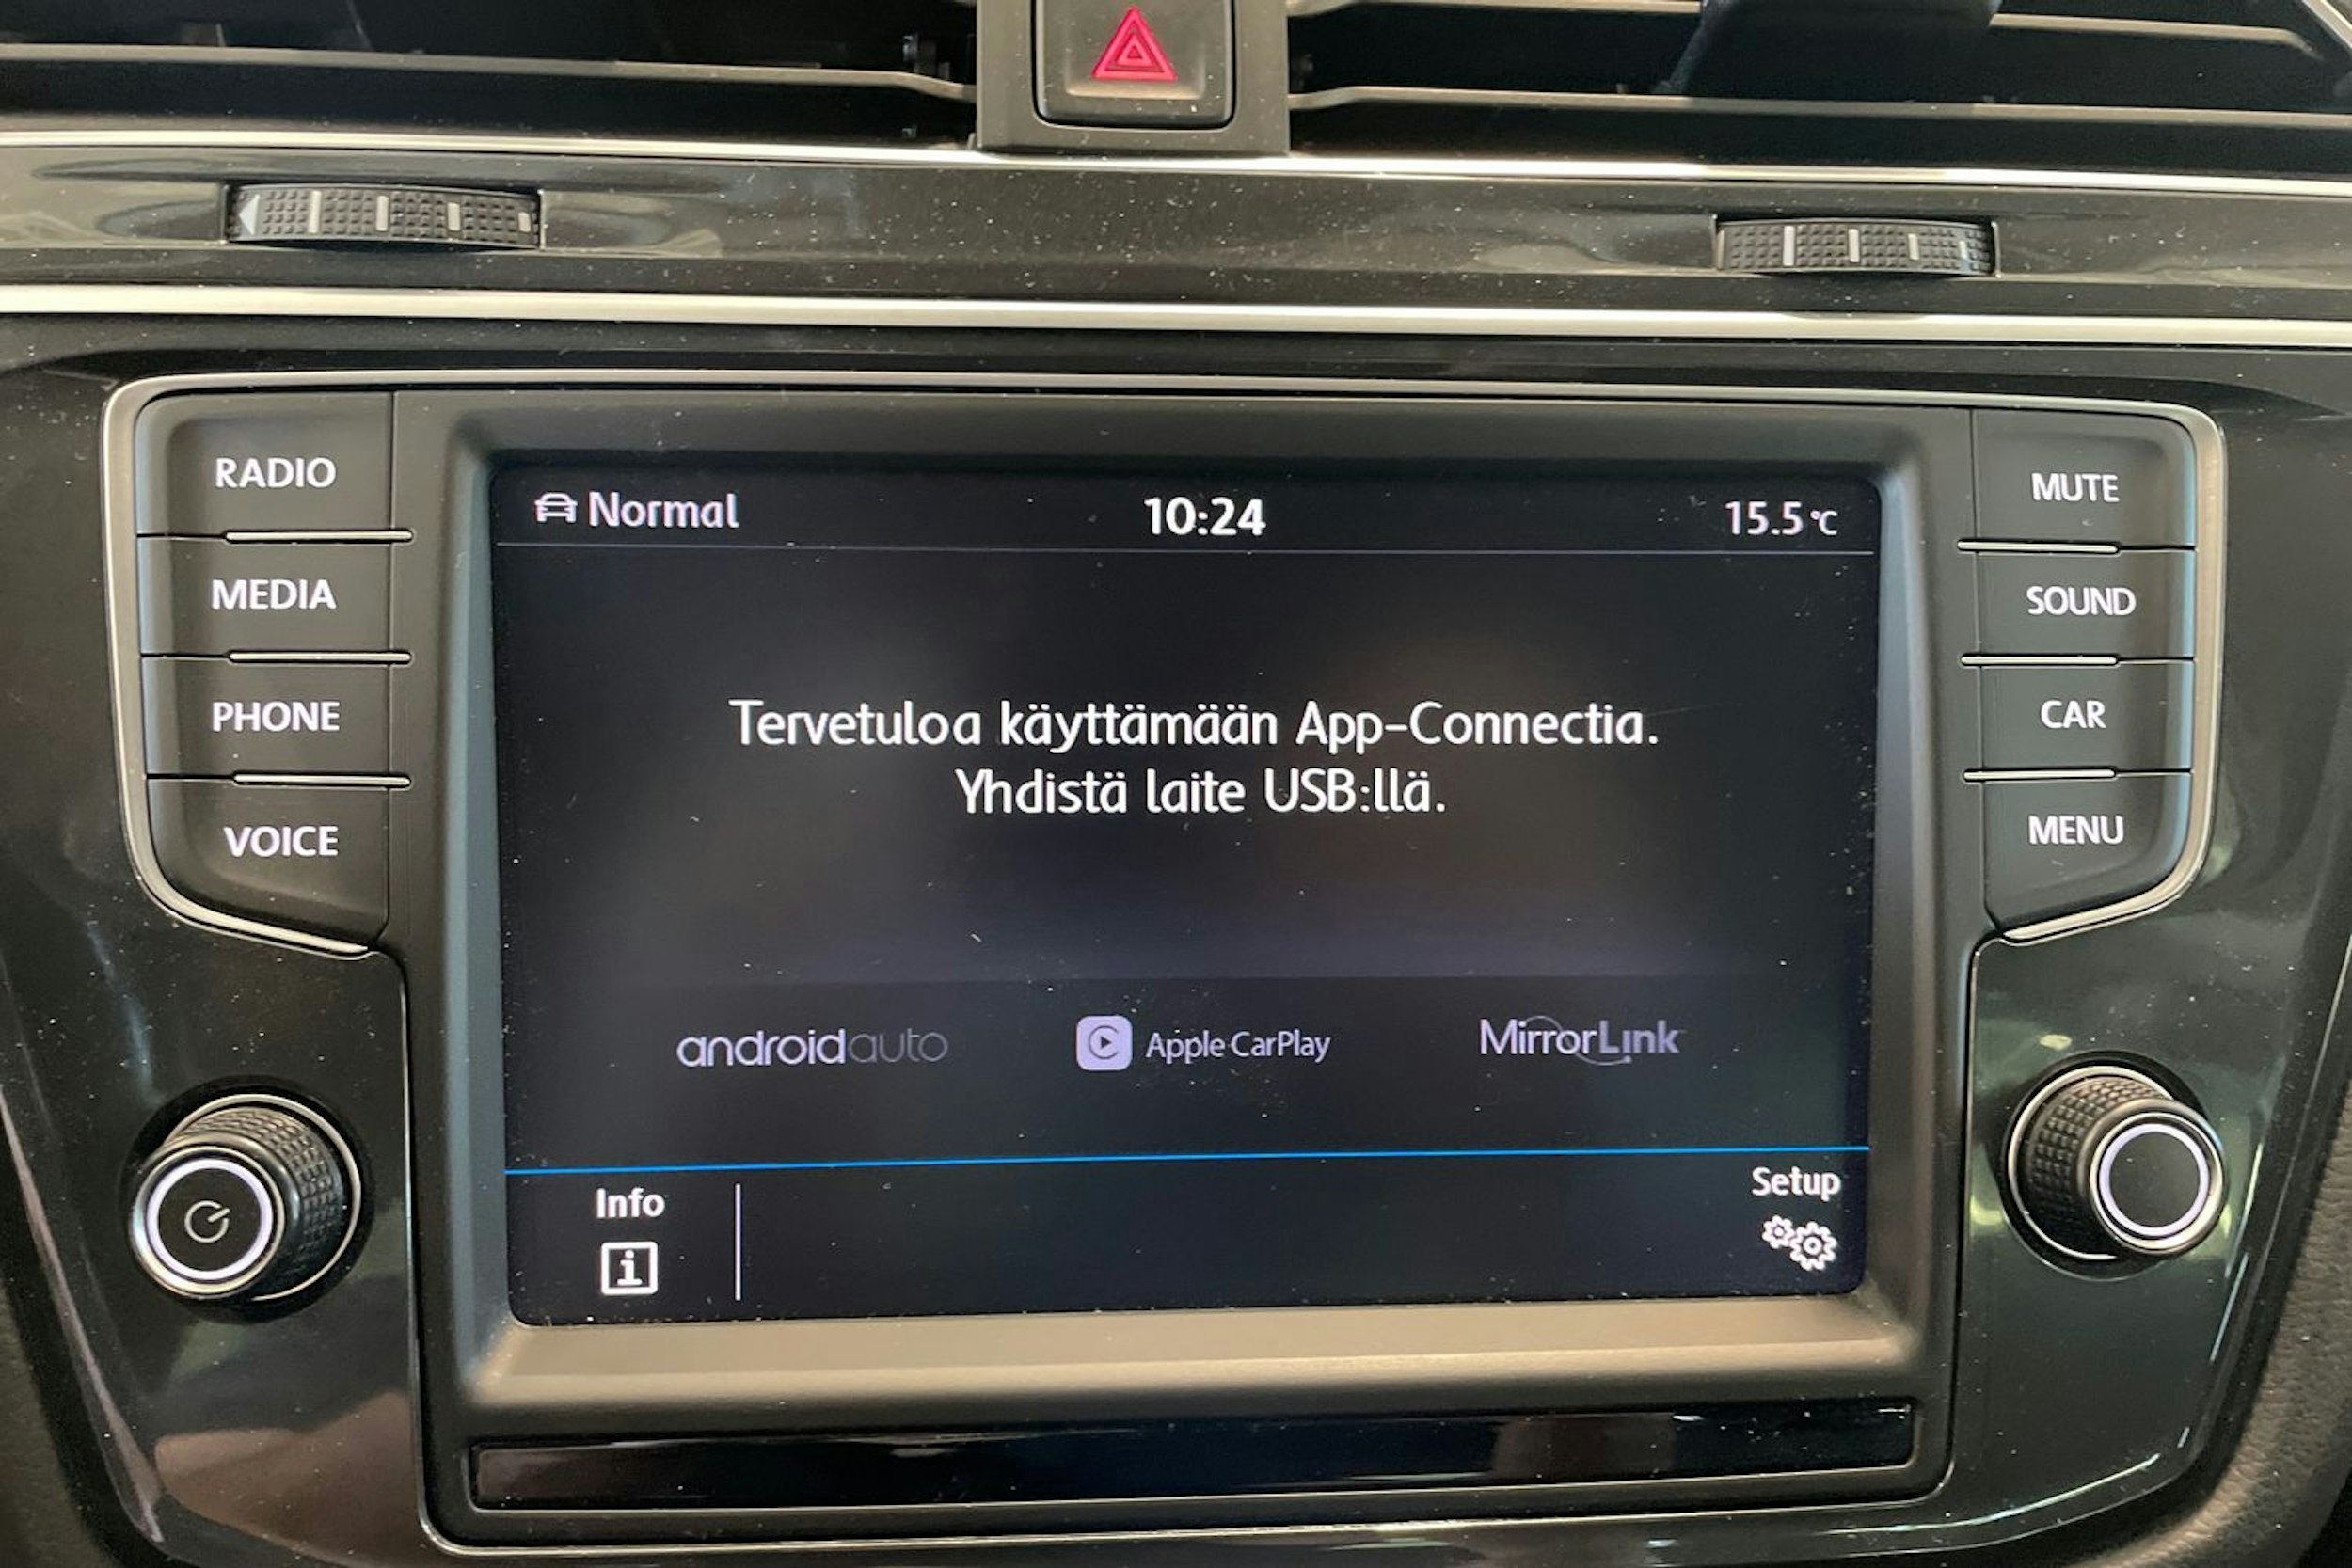 RADIO
MEDIA
PHONE
VOICE
Normal
10:24
15.5 °C
Tervetuloa käyttämään App-Connectia.
Yhdistä laite USB:llä.
androidauto
Apple CarPlay
MirrorLink
Info
Setup
MUTE
SOUND
CAR
MENU